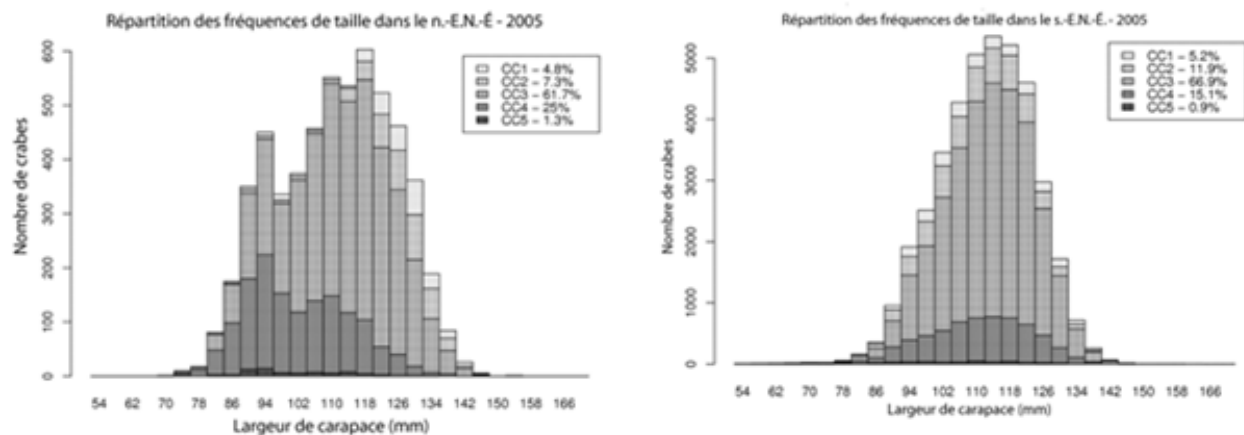 Répartition des fréquences de taille dans le n.-E.N.-É - 2005
CC1 – 4.8%
CC2 – 7.3%
CC3 – 61.7%
CC4 – 25%
CC5 – 1.3%
Nombre de crabes
600
500
400
300
200
100
0
54 62 70 78 86 94 102 110 118 126 134 142 150 158 166
Largeur de carapace (mm)
Répartition des fréquences de taille dans le s.-E.N.-É. - 2005
CC1 – 5.2%
CC2 – 11.9%
CC3 – 66.9%
CC4 – 15.1%
CC5 – 0.9%
Nombre de crabes
5000
4000
3000
2000
1000
0
54 62 70 78 86 94 102 110 118 126 134 142 150 158 166
Largeur de carapace (mm)